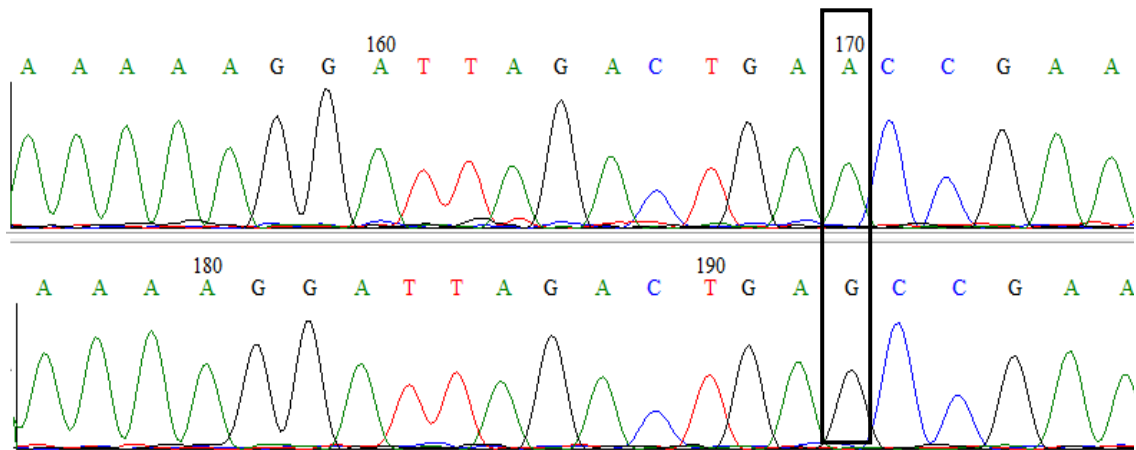 160 170
A A A A A G G A T T A G A C T G A A C C G A A
180 190
A A A A G G A T T A G A C T G A G C C G A A